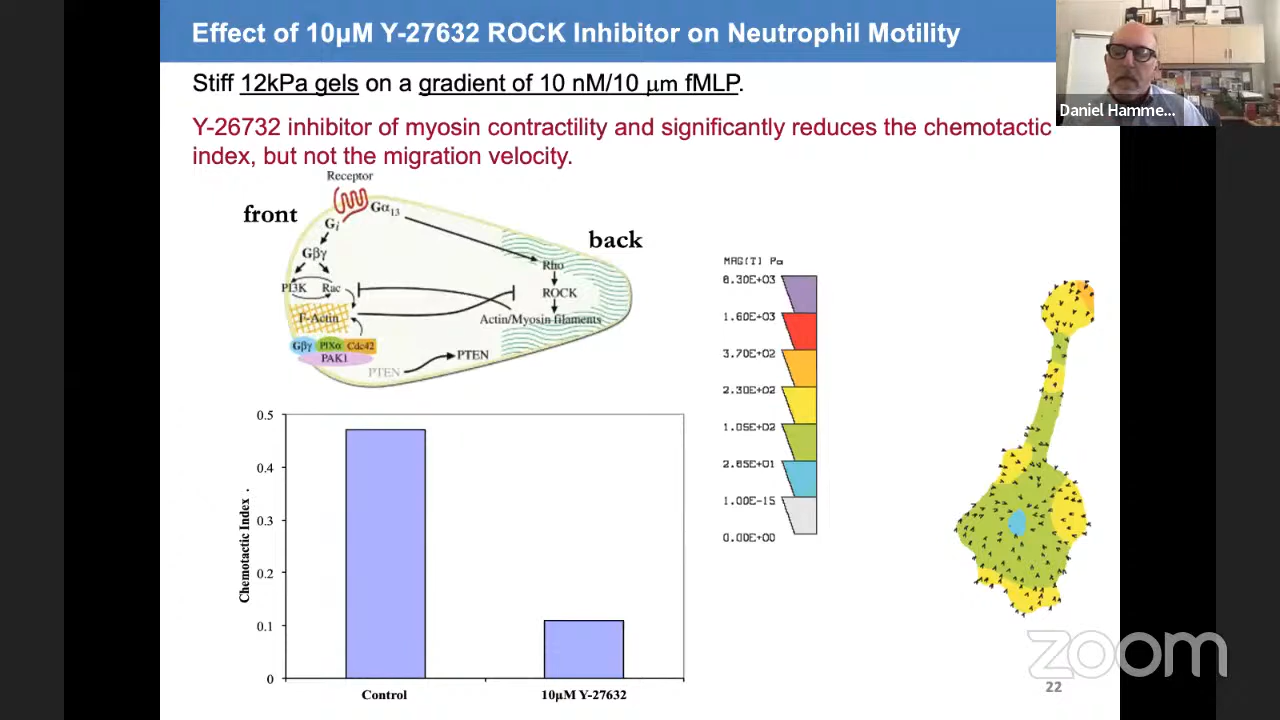 Effect of 10µM Y-27632 ROCK Inhibitor on Neutrophil Motility
Stiff 12kPa gels on a gradient of 10 nM/10 µm fMLP.
Y-26732 inhibitor of myosin contractility and significantly reduces the chemotactic
index, but not the migration velocity.
Daniel Hamme...
Receptor
front
Gα13
Gi
back
Gβγ
Rho
PI3K Rac
ROCK
F-Actin
Actin/Myosin filaments
Gβγ PIXα Cdc42
PAK1
PTEN
PTEN
MAG(T) Pa
6.30E+03
1.60E+03
3.70E+02
2.30E+02
1.05E+02
2.65E+01
1.00E-15
0.00E+00
0.5
0.4
0.3
0.2
0.1
0
Chemotactic Index .
Control
10µM Y-27632
zoom
22